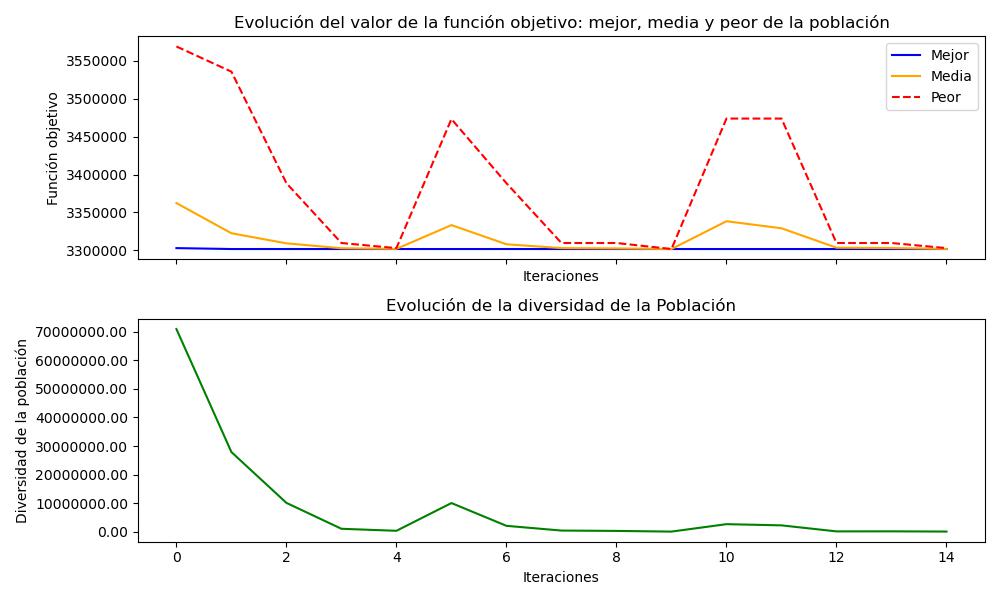 Evolución del valor de la función objetivo: mejor, media y peor de la población
Función objetivo
3550000
3500000
3450000
3400000
3350000
3300000
Mejor
Media
Peor
Iteraciones
Evolución de la diversidad de la Población
Diversidad de la población
70000000.00
60000000.00
50000000.00
40000000.00
30000000.00
20000000.00
10000000.00
0.00
0 2 4 6 8 10 12 14
Iteraciones